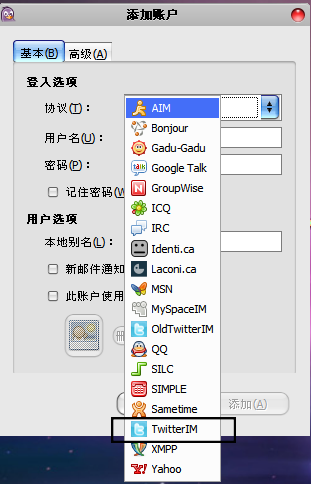 添加账户
基本(B)
高级(A)
登入选项
协议(T)：
AIM
Bonjour
用户名(U)：
Gadu-Gadu
密码(P)：
Google Talk
记住密码(W
GroupWise
ICQ
用户选项
IRC
本地别名(L)：
Identi.ca
新邮件通知
Laconi.ca
此账户使用
MSN
MySpaceIM
OldTwitterIM
QQ
SILC
SIMPLE
Sametime
添加(A)
TwitterIM
XMPP
Yahoo